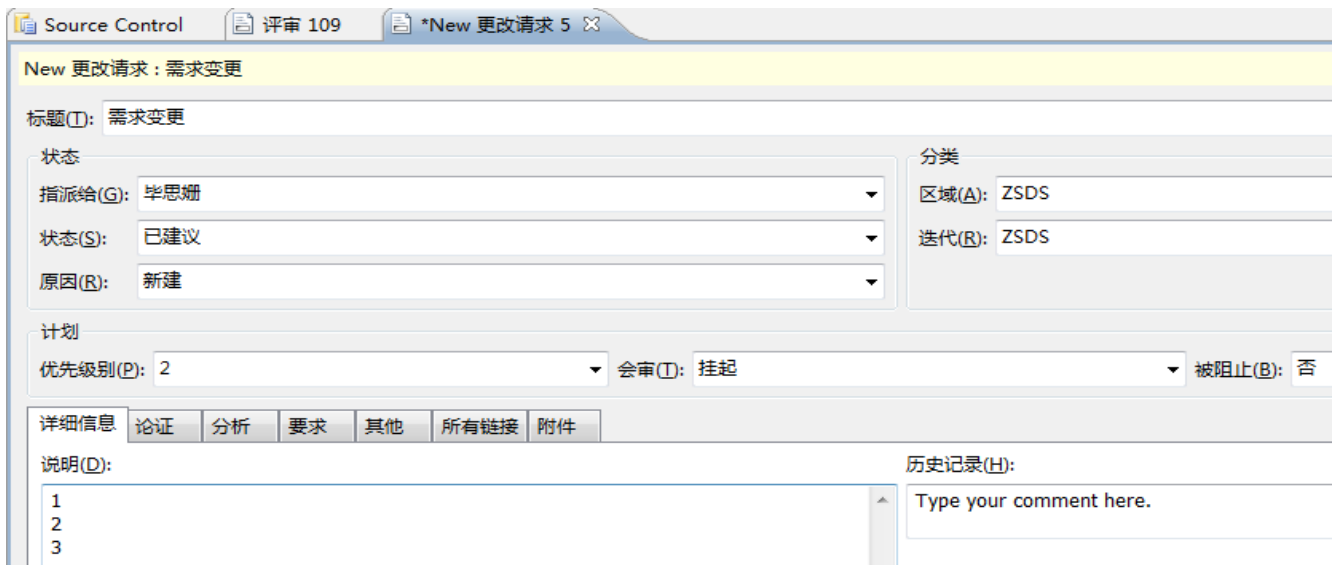 Source Control 评审 109 *New 更改请求 5
New 更改请求 : 需求变更
标题(T): 需求变更
状态 分类
指派给(G): 毕思姗 区域(A): ZSDS
状态(S): 已建议 迭代(R): ZSDS
原因(R): 新建
计划
优先级别(P): 2 会审(T): 挂起 被阻止(B): 否
详细信息 论证 分析 要求 其他 所有链接 附件
说明(D): 历史记录(H):
1 Type your comment here.
2
3